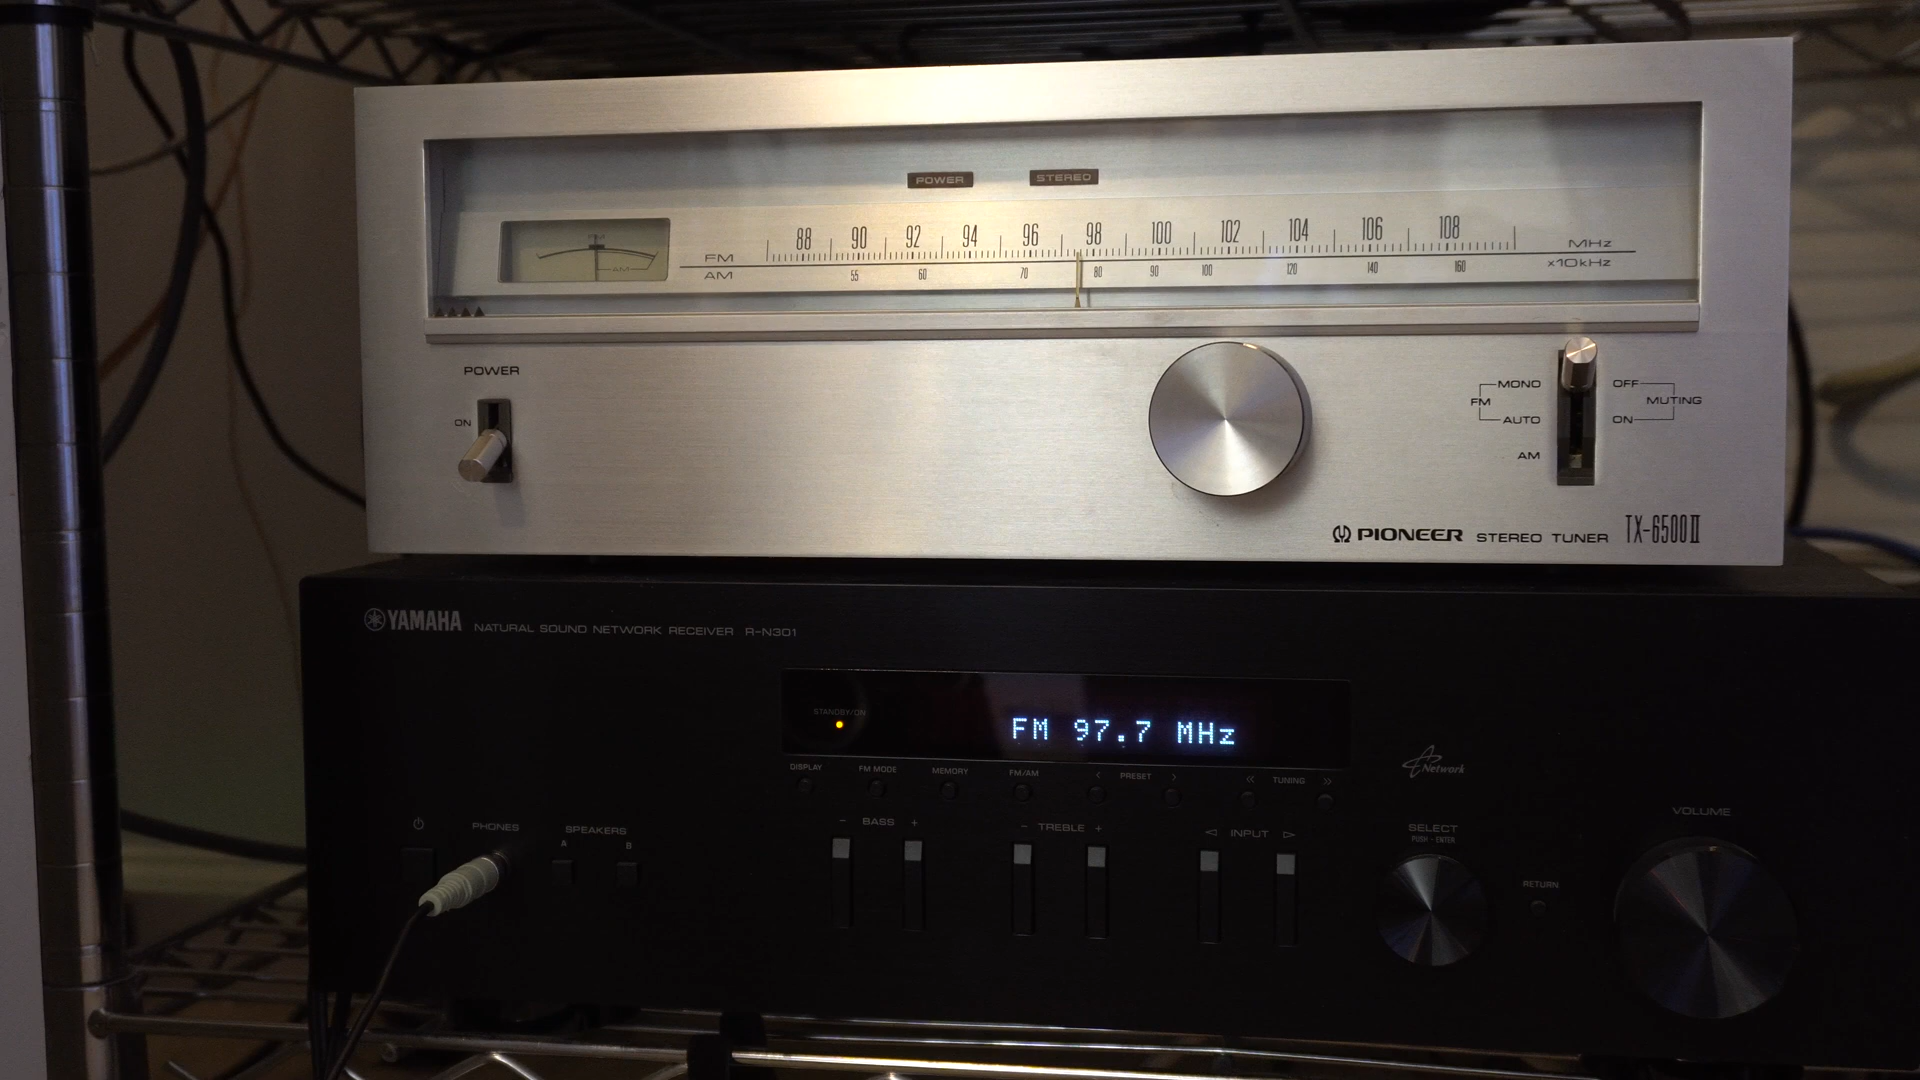 POWER STEREO
88 90 92 94 96 98 100 102 104 106 108
FM MHz
AM 55 60 70 80 90 100 120 140 160 x10kHz
AM
POWER
ON
MONO OFF
FM MUTING
AUTO ON
AM
PIONEER STEREO TUNER TX-6500II
YAMAHA NATURAL SOUND NETWORK RECEIVER R-N301
STANDBY/ON
FM 97.7 MHz
DISPLAY FM MODE MEMORY FM/AM < PRESET > << TUNING >>
Network
VOLUME
PHONES SPEAKERS
A B
− BASS + − TREBLE + ◁ INPUT ▷
SELECT
PUSH - ENTER
RETURN